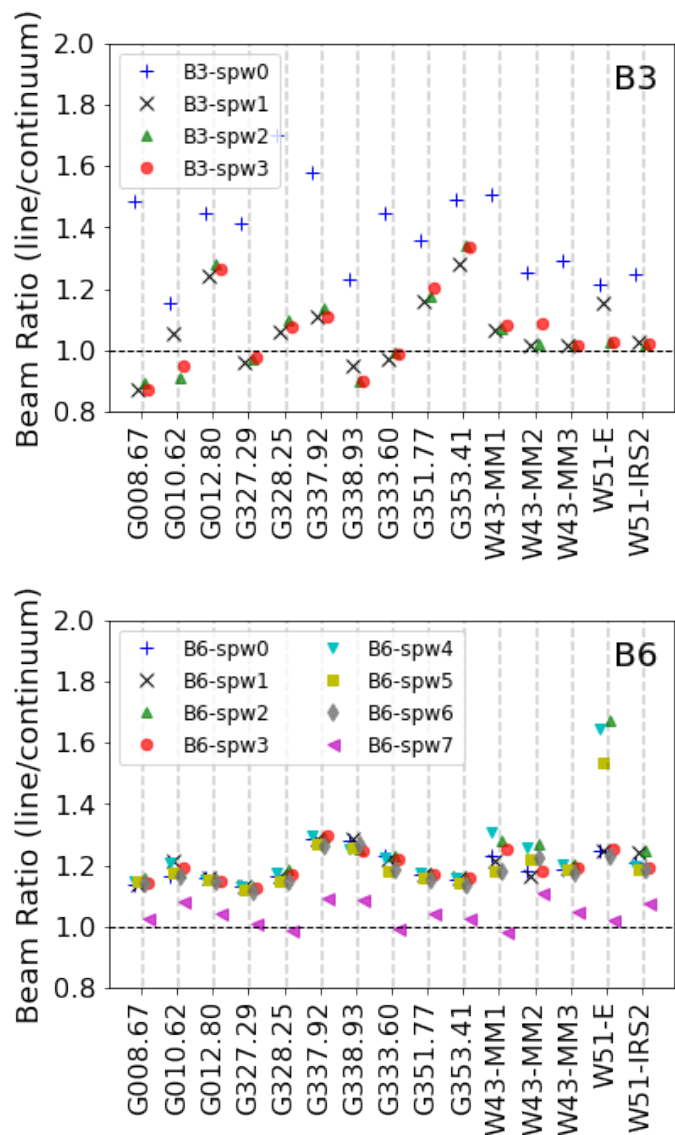 2.0
1.8
1.6
1.4
1.2
1.0
0.8
Beam Ratio (line/continuum)
B3-spw0
B3-spw1
B3-spw2
B3-spw3
B3
G008.67
G010.62
G012.80
G327.29
G328.25
G337.92
G338.93
G333.60
G351.77
G353.41
W43-MM1
W43-MM2
W43-MM3
W51-E
W51-IRS2
2.0
1.8
1.6
1.4
1.2
1.0
0.8
Beam Ratio (line/continuum)
B6-spw0
B6-spw1
B6-spw2
B6-spw3
B6-spw4
B6-spw5
B6-spw6
B6-spw7
B6
G008.67
G010.62
G012.80
G327.29
G328.25
G337.92
G338.93
G333.60
G351.77
G353.41
W43-MM1
W43-MM2
W43-MM3
W51-E
W51-IRS2